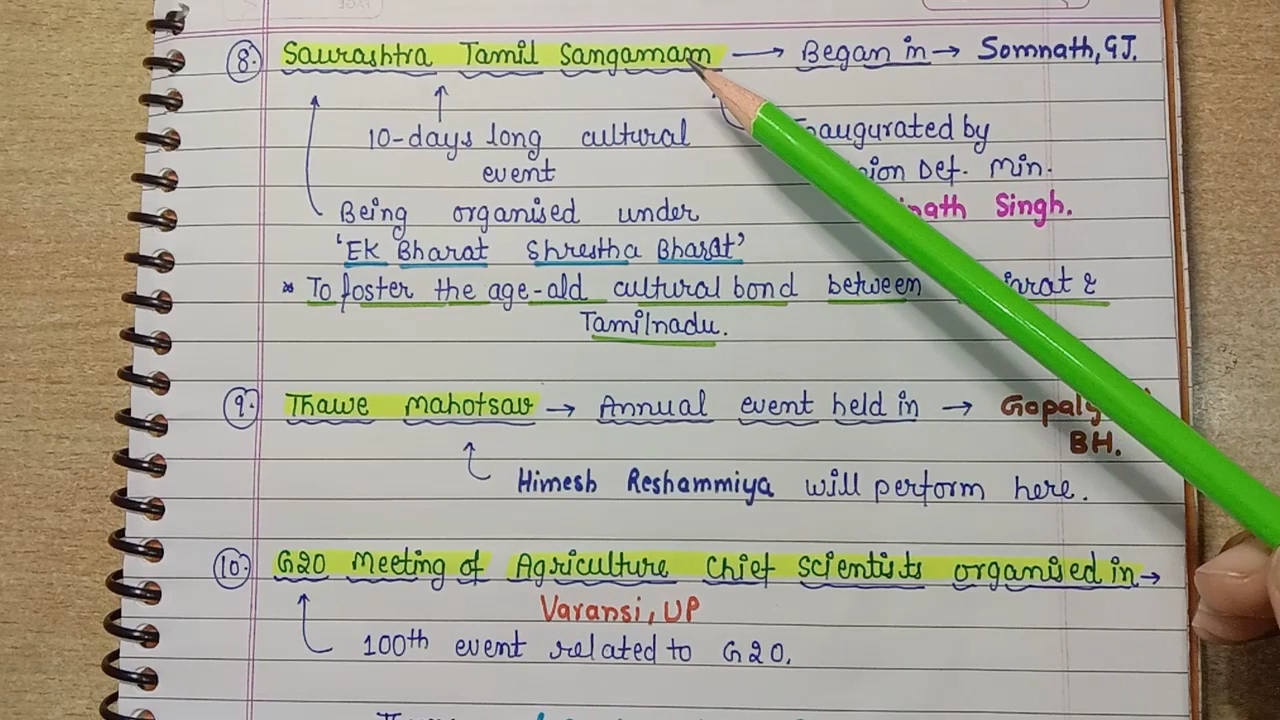 8. Saurashtra Tamil Sangamam → Began in → Somnath, GJ.
10-days long cultural event
Inaugurated by
Union Def. Min.
Singh.
Being organised under
'EK Bharat Shrestha Bharat'
* To foster the age-old cultural bond between &
Tamilnadu.
9. Thawe Mahotsav → Annual event held in →
BH.
Himesh Reshammiya will perform here.
10. G20 Meeting of Agriculture Chief Scientists organised in →
Varansi, UP
100th event related to G20.